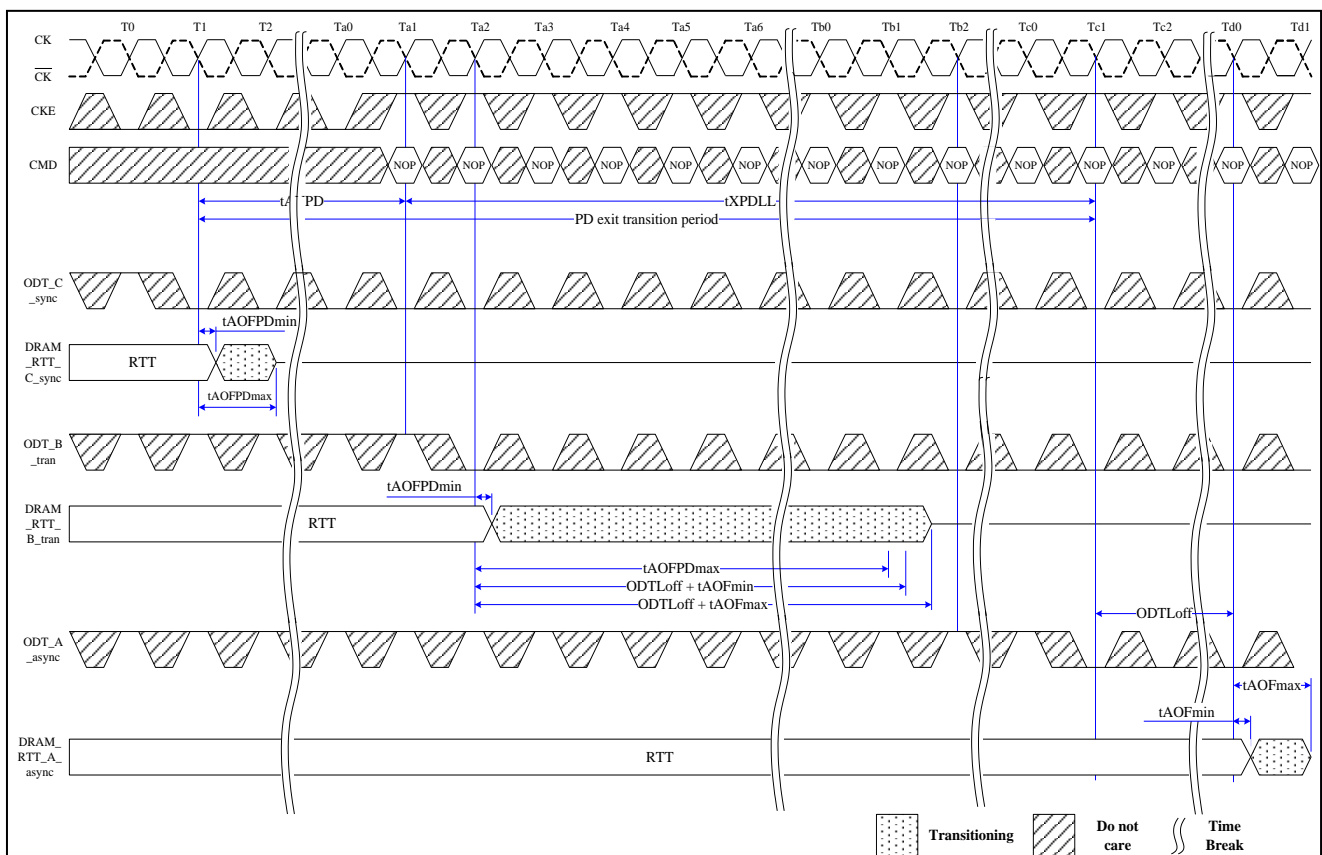 T0 T1 T2 Ta0 Ta1 Ta2 Ta3 Ta4 Ta5 Ta6 Tb0 Tb1 Tb2 Tc0 Tc1 Tc2 Td0 Td1
CK
CK
CKE
CMD NOP NOP NOP NOP NOP NOP NOP NOP NOP NOP NOP NOP NOP NOP
tXPDLL
PD exit transition period
ODT_C
_sync
tAOFPDmin
DRAM
_RTT_
C_sync
RTT
tAOFPDmax
ODT_B
_tran
tAOFPDmin
DRAM
_RTT_
B_tran
RTT
tAOFPDmax
ODTLoff + tAOFmin
ODTLoff + tAOFmax
ODTLoff
ODT_A
_async
tAOFmax
tAOFmin
DRAM_
RTT_A_
async
RTT
Transitioning
Do not
care
Time
Break